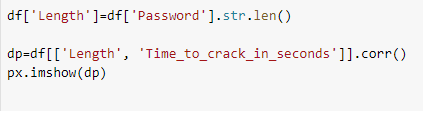 df['Length']=df['Password'].str.len()
dp=df[['Length', 'Time_to_crack_in_seconds']].corr()
px.imshow(dp)